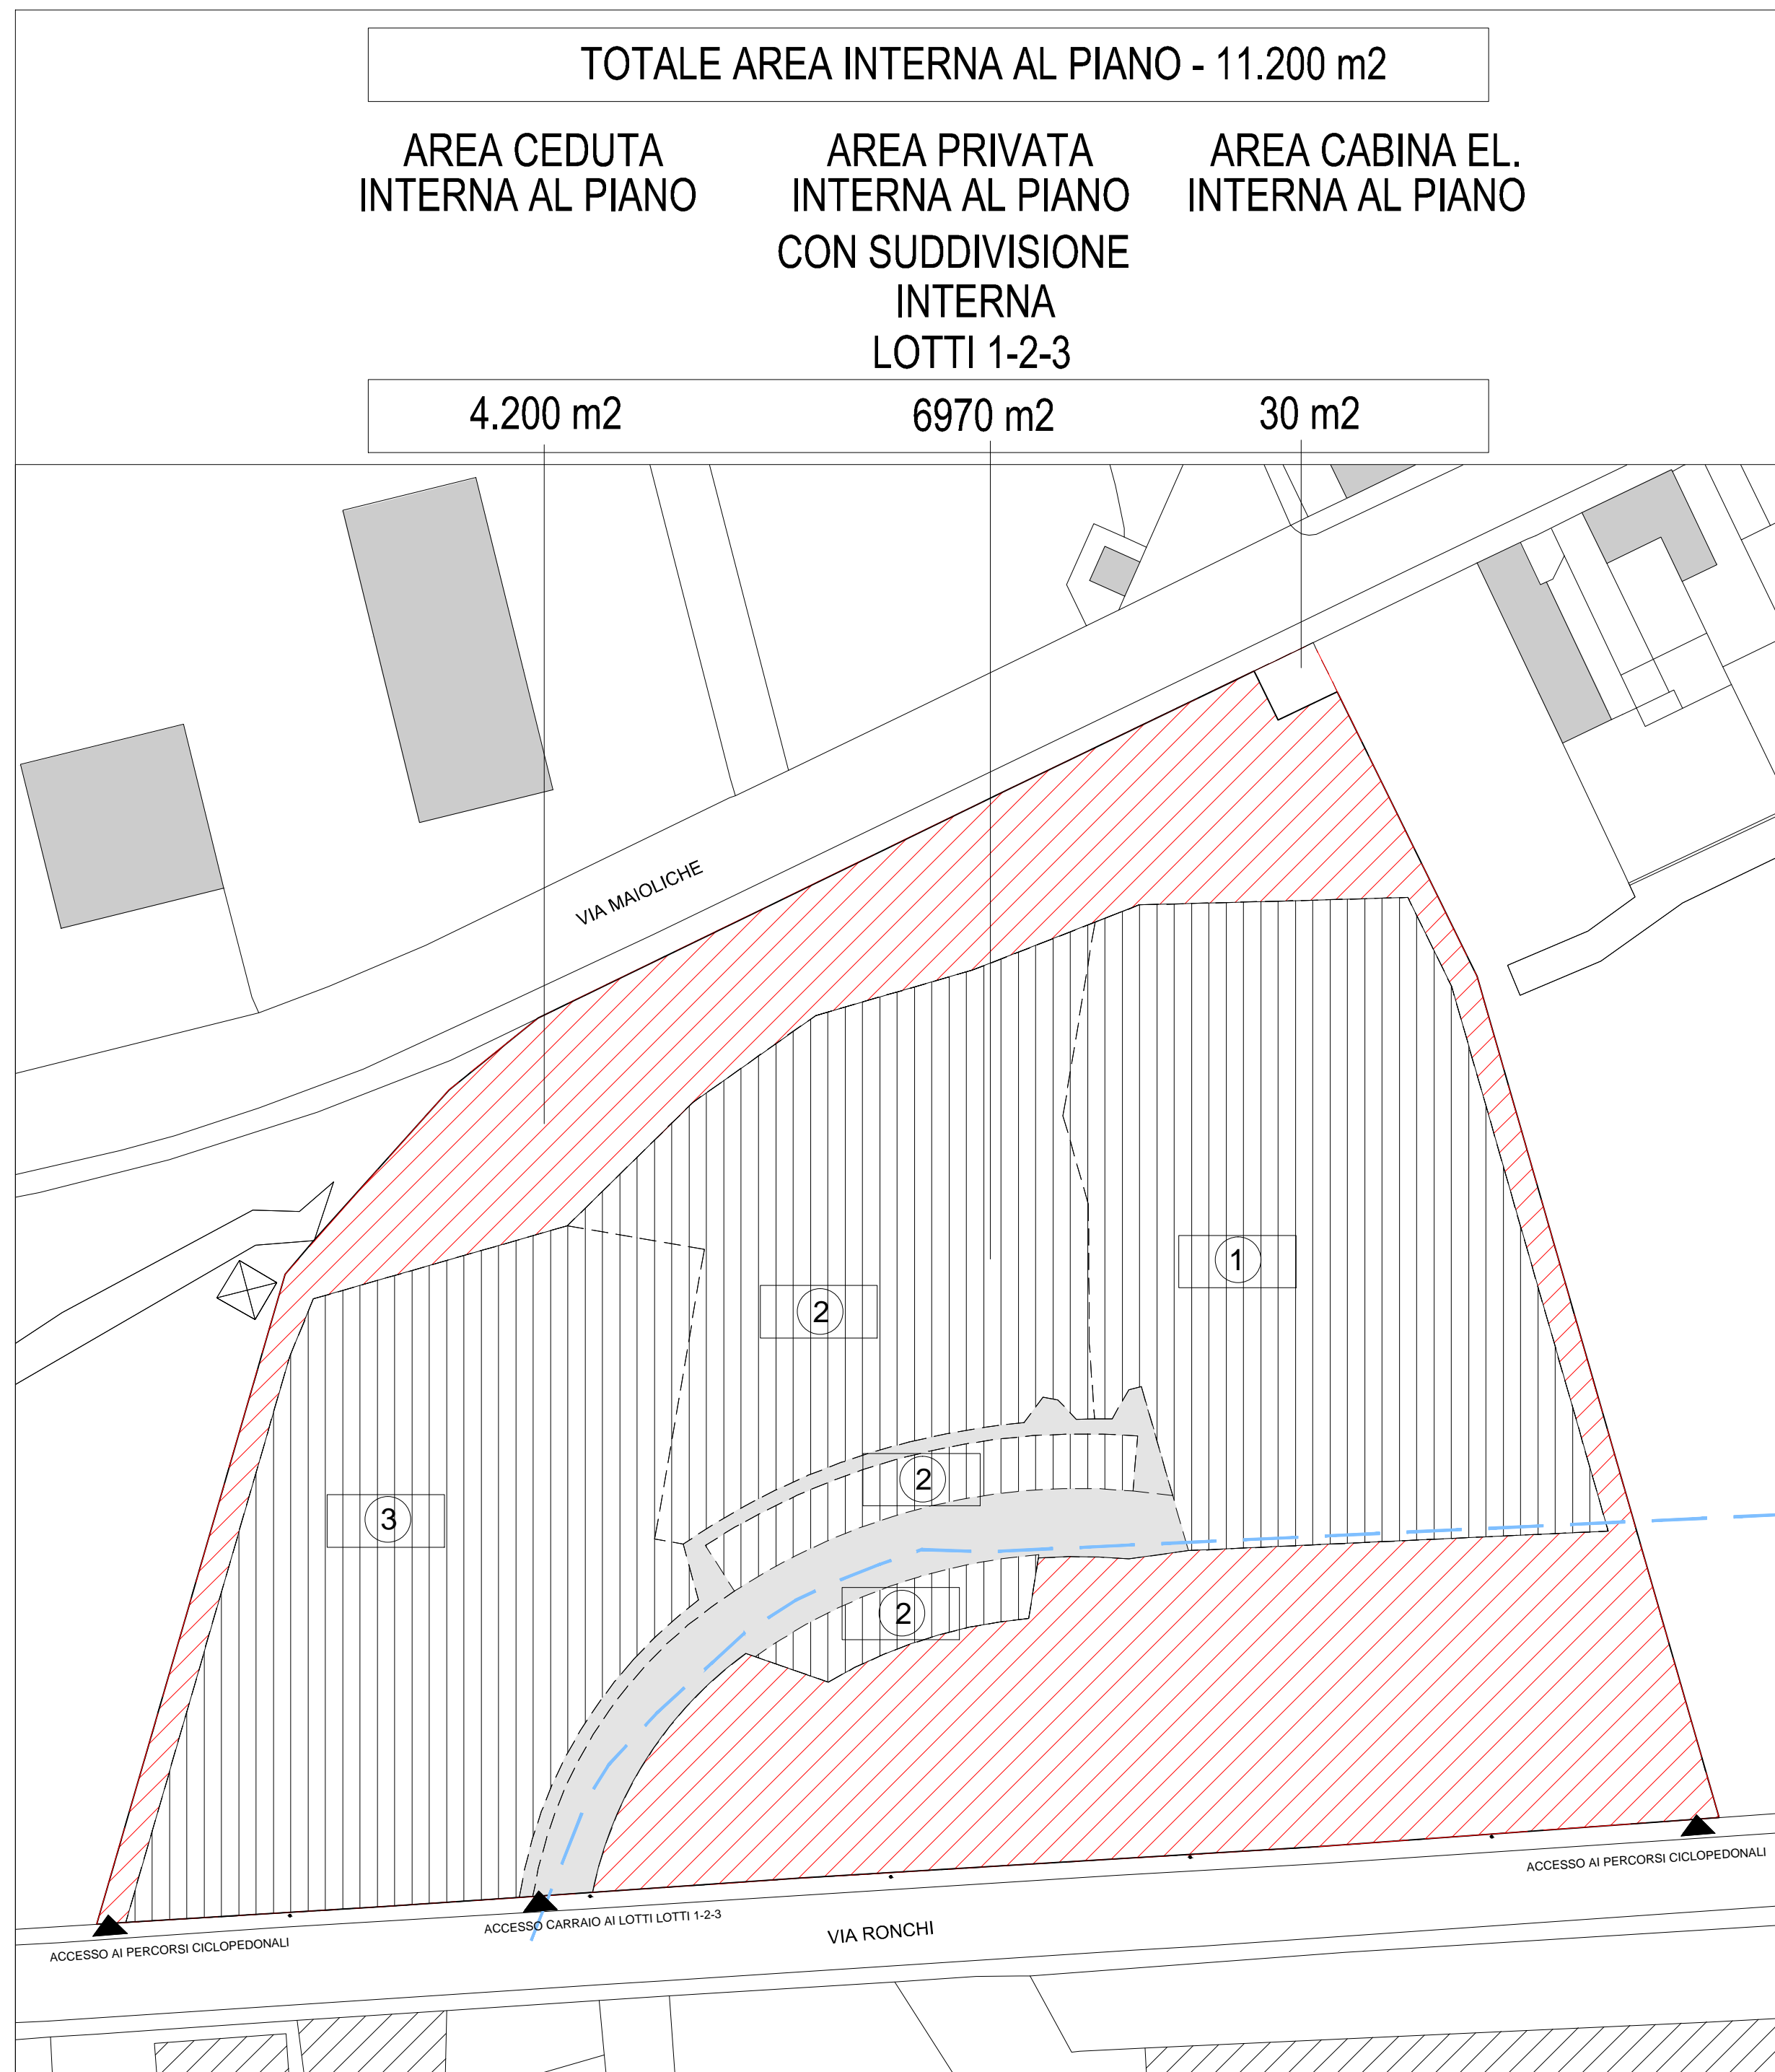 TOTALE AREA INTERNA AL PIANO - 11.200 m2
AREA CEDUTA
INTERNA AL PIANO
AREA PRIVATA
INTERNA AL PIANO
CON SUDDIVISIONE
INTERNA
LOTTI 1-2-3
AREA CABINA EL.
INTERNA AL PIANO
4.200 m2
6970 m2
30 m2
VIA MAIOLICHE
1
2
2
3
2
ACCESSO AI PERCORSI CICLOPEDONALI
ACCESSO CARRAIO AI LOTTI LOTTI 1-2-3
VIA RONCHI
ACCESSO AI PERCORSI CICLOPEDONALI